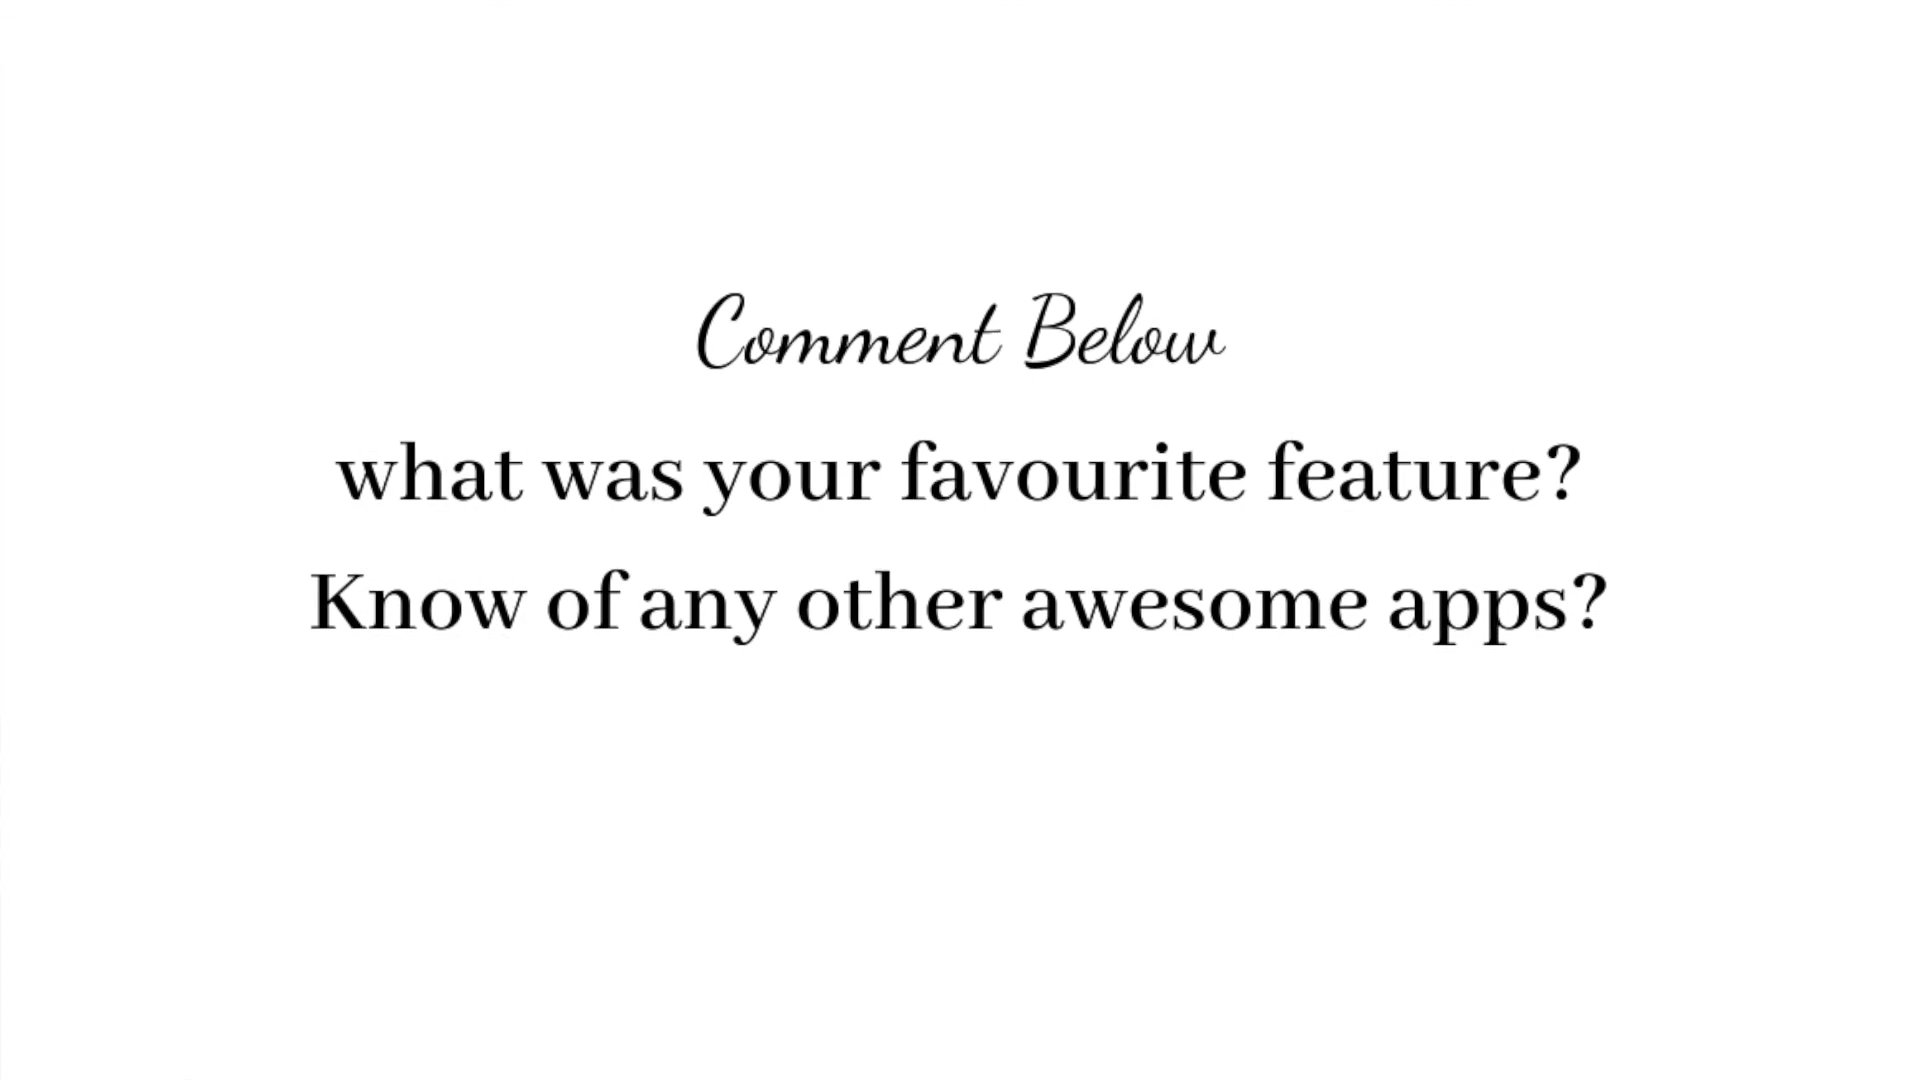 Comment Below
what was your favourite feature?
Know of any other awesome apps?